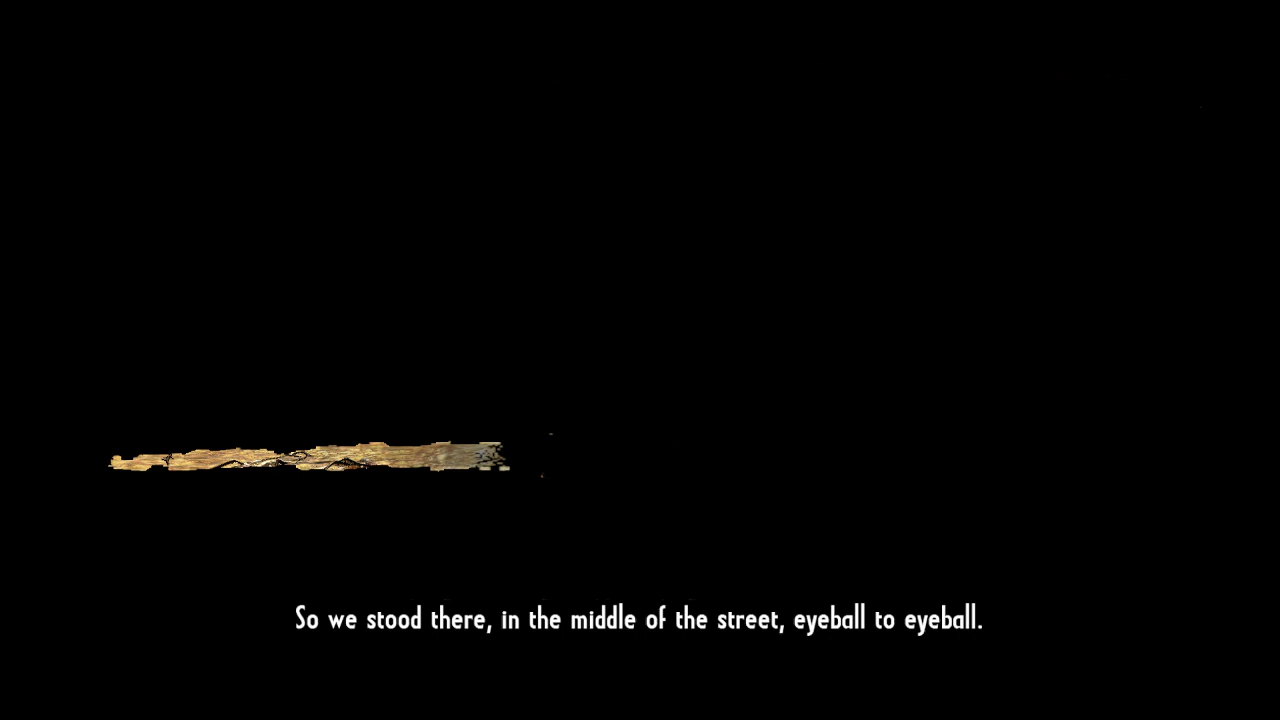 So we stood there, in the middle of the street, eyeball to eyeball.